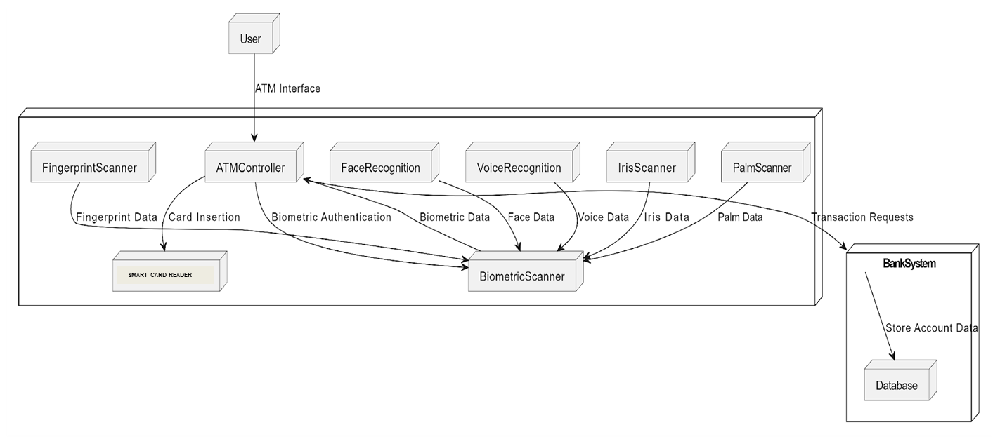 User
ATM Interface
FingerprintScanner
ATMController
FaceRecognition
VoiceRecognition
IrisScanner
PalmScanner
Fingerprint Data
Card Insertion
Biometric Authentication
Biometric Data
Face Data
Voice Data
Iris Data
Palm Data
Transaction Requests
SMART CARD READER
BiometricScanner
BankSystem
Store Account Data
Database